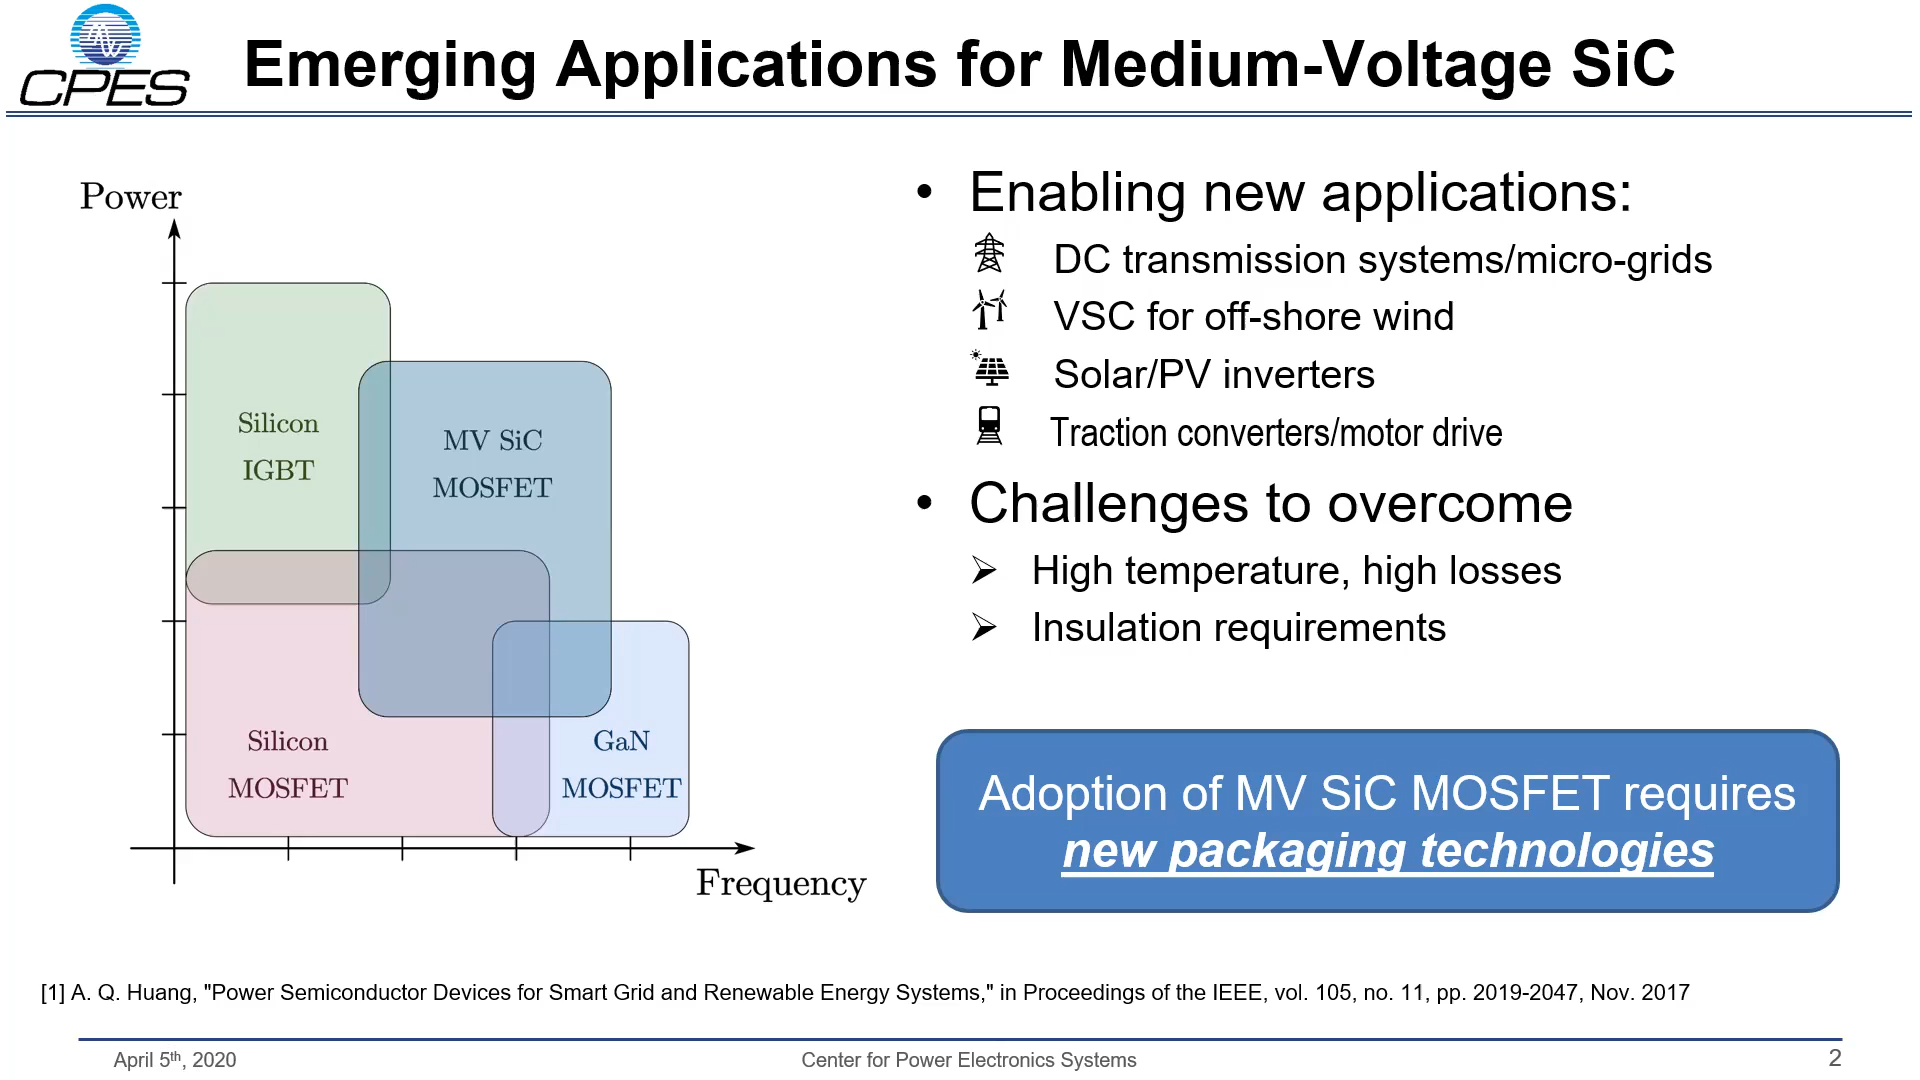 CPES
Emerging Applications for Medium-Voltage SiC
Power
Silicon
IGBT
MV SiC
MOSFET
Silicon
MOSFET
GaN
MOSFET
Frequency
• Enabling new applications:
DC transmission systems/micro-grids
VSC for off-shore wind
Solar/PV inverters
Traction converters/motor drive
• Challenges to overcome
➢ High temperature, high losses
➢ Insulation requirements
Adoption of MV SiC MOSFET requires
new packaging technologies
[1] A. Q. Huang, "Power Semiconductor Devices for Smart Grid and Renewable Energy Systems," in Proceedings of the IEEE, vol. 105, no. 11, pp. 2019-2047, Nov. 2017
April 5th, 2020
Center for Power Electronics Systems
2